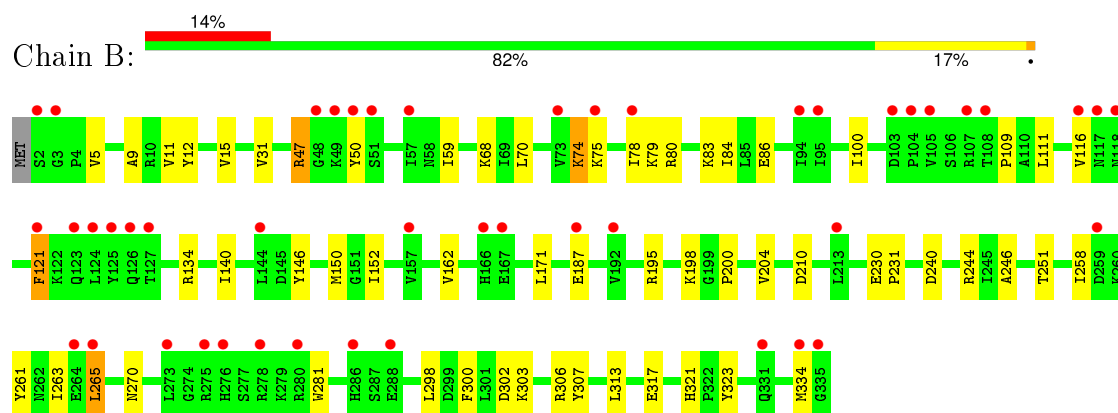 14%
Chain B:
82% 17% •
MET S2 G3 P4 V5 A9 R10 V11 Y12 V15 V31 R47 G48 K49 Y50 S51 I57 N58 I59 K68 I69 L70 V73 K74 K75 I78 K79 R80 K83 I84 L85 E86 I94 I95 I100 D103 P104 V105 S106 R107 T108 P109 A110 L111 V116 N117 N118
F121 K122 Q123 L124 Y125 Q126 T127 R134 I140 L144 D145 Y146 M150 G151 I152 V157 V162 H166 E167 L171 E187 V192 R195 K198 G199 P200 V204 D210 L213 E230 P231 D240 R244 I245 A246 T251 I258 D259 K260
Y261 N262 I263 E264 L265 N270 L273 G274 R275 H276 S277 R278 K279 R280 W281 H286 S287 E288 L298 D299 F300 L301 D302 K303 R306 Y307 L313 E317 H321 P322 Y323 Q331 M334 G335